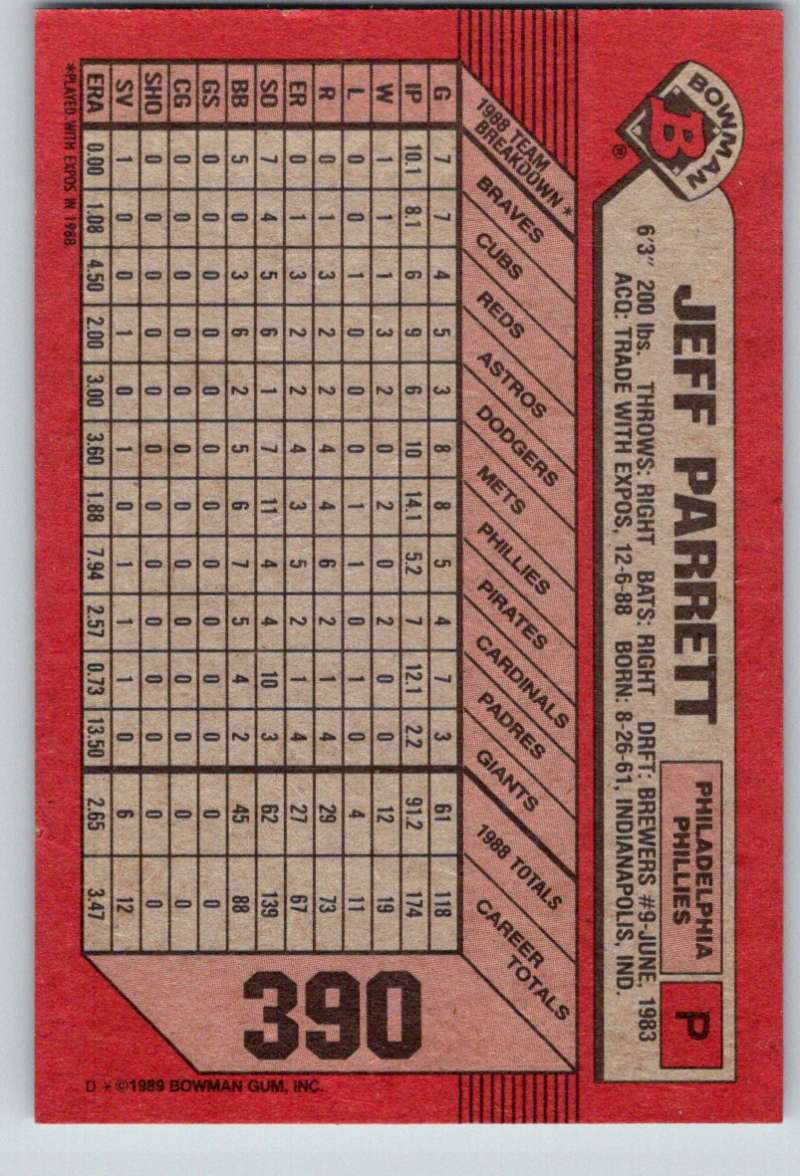 BOWMAN
B
®
JEFF PARRETT
PHILADELPHIA
PHILLIES
P
6'3" 200 lbs. THROWS: RIGHT BATS: RIGHT DRFT: BREWERS #9-JUNE, 1983
ACQ: TRADE WITH EXPOS, 12-6-88 BORN: 8-26-61, INDIANAPOLIS, IND.
1988 TEAM
BREAKDOWN*
BRAVES CUBS REDS ASTROS DODGERS METS PHILLIES PIRATES CARDINALS PADRES GIANTS 1988 TOTALS CAREER TOTALS
G 7 7 4 5 3 8 8 5 4 7 3 61 118
IP 10.1 8.1 6 9 6 10 14.1 5.2 7 12.1 2.2 91.2 174
W 1 1 1 3 2 0 2 0 2 0 0 12 19
L 0 0 1 0 0 0 1 1 0 1 0 4 11
R 0 1 3 2 2 4 4 6 2 1 4 29 73
ER 0 1 3 2 2 4 3 5 2 1 4 27 67
SO 7 4 5 6 1 7 11 4 4 10 3 62 139
BB 5 0 3 6 2 5 6 7 5 4 2 45 88
GS 0 0 0 0 0 0 0 0 0 0 0 0 0
CG 0 0 0 0 0 0 0 0 0 0 0 0 0
SHO 0 0 0 0 0 0 0 0 0 0 0 0 0
SV 1 0 0 1 0 1 0 1 1 1 0 6 12
ERA 0.00 1.08 4.50 2.00 3.00 3.60 1.88 7.94 2.57 0.73 13.50 2.65 3.47
*PLAYED WITH EXPOS IN 1988.
390
D *©1989 BOWMAN GUM, INC.